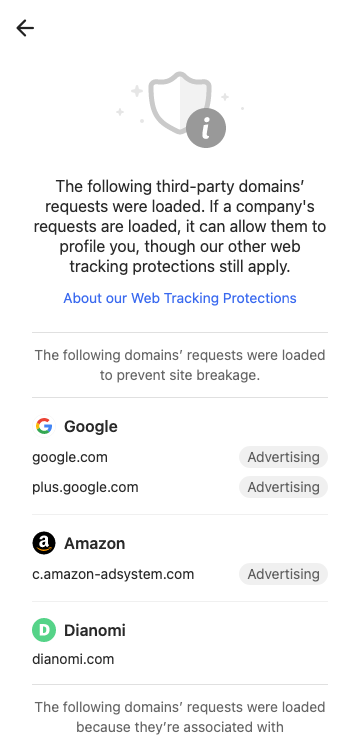 The following third-party domains’
requests were loaded. If a company's
requests are loaded, it can allow them to
profile you, though our other web
tracking protections still apply.
About our Web Tracking Protections
The following domains’ requests were loaded
to prevent site breakage.
Google
google.com Advertising
plus.google.com Advertising
Amazon
c.amazon-adsystem.com Advertising
D Dianomi
dianomi.com
The following domains’ requests were loaded
because they’re associated with